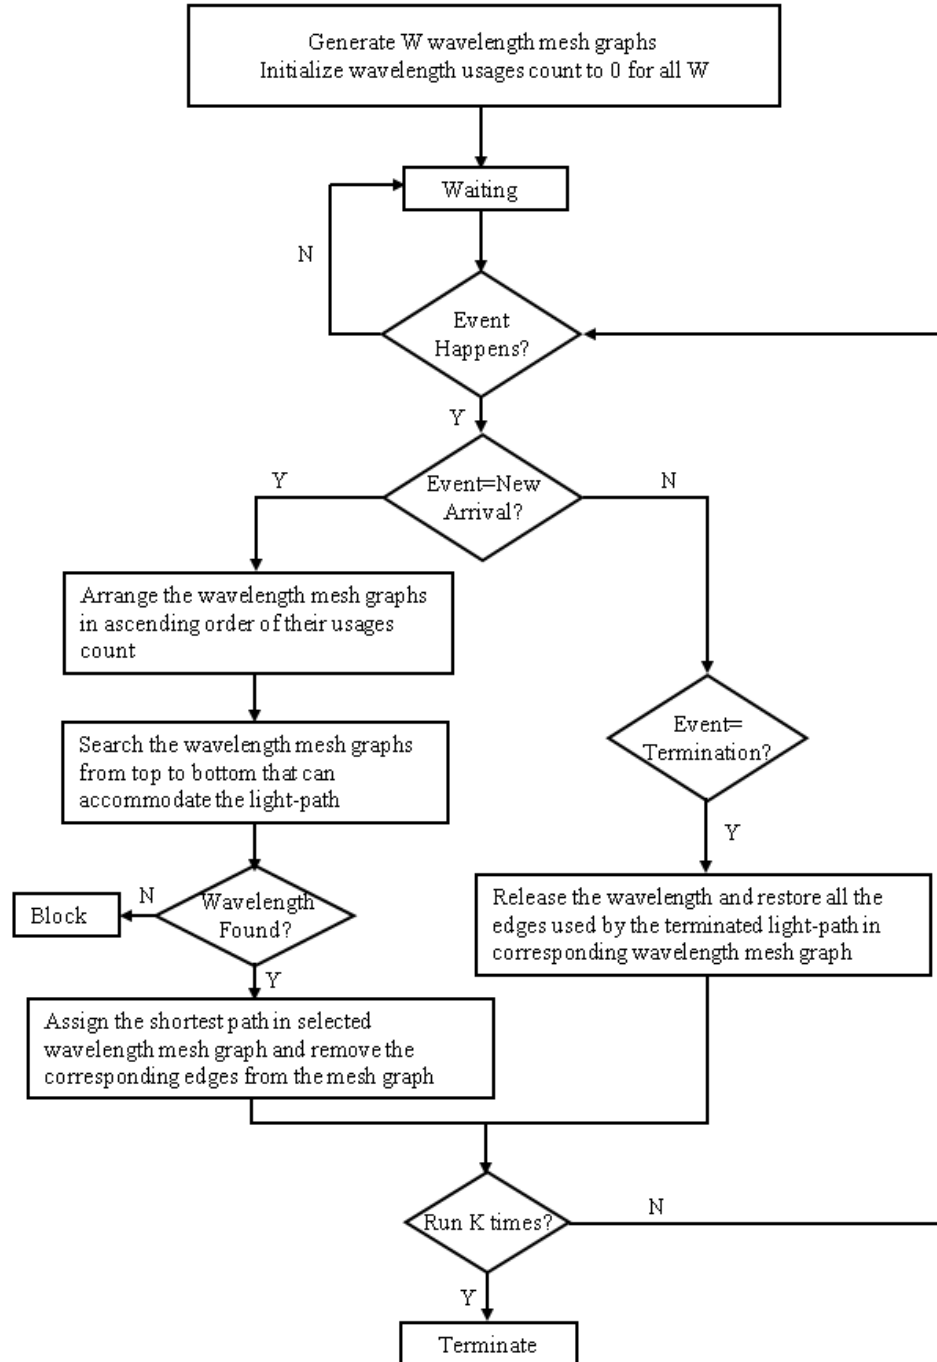 Generate W wavelength mesh graphs
Initialize wavelength usages count to 0 for all W
Waiting
N
Event
Happens?
Y
Event=New
Arrival?
Y
N
Arrange the wavelength mesh graphs
in ascending order of their usages
count
Event=
Termination?
Search the wavelength mesh graphs
from top to bottom that can
accommodate the light-path
Y
N
Wavelength
Found?
Block
Release the wavelength and restore all the
edges used by the terminated light-path in
corresponding wavelength mesh graph
Y
Assign the shortest path in selected
wavelength mesh graph and remove the
corresponding edges from the mesh graph
Run K times?
N
Y
Terminate